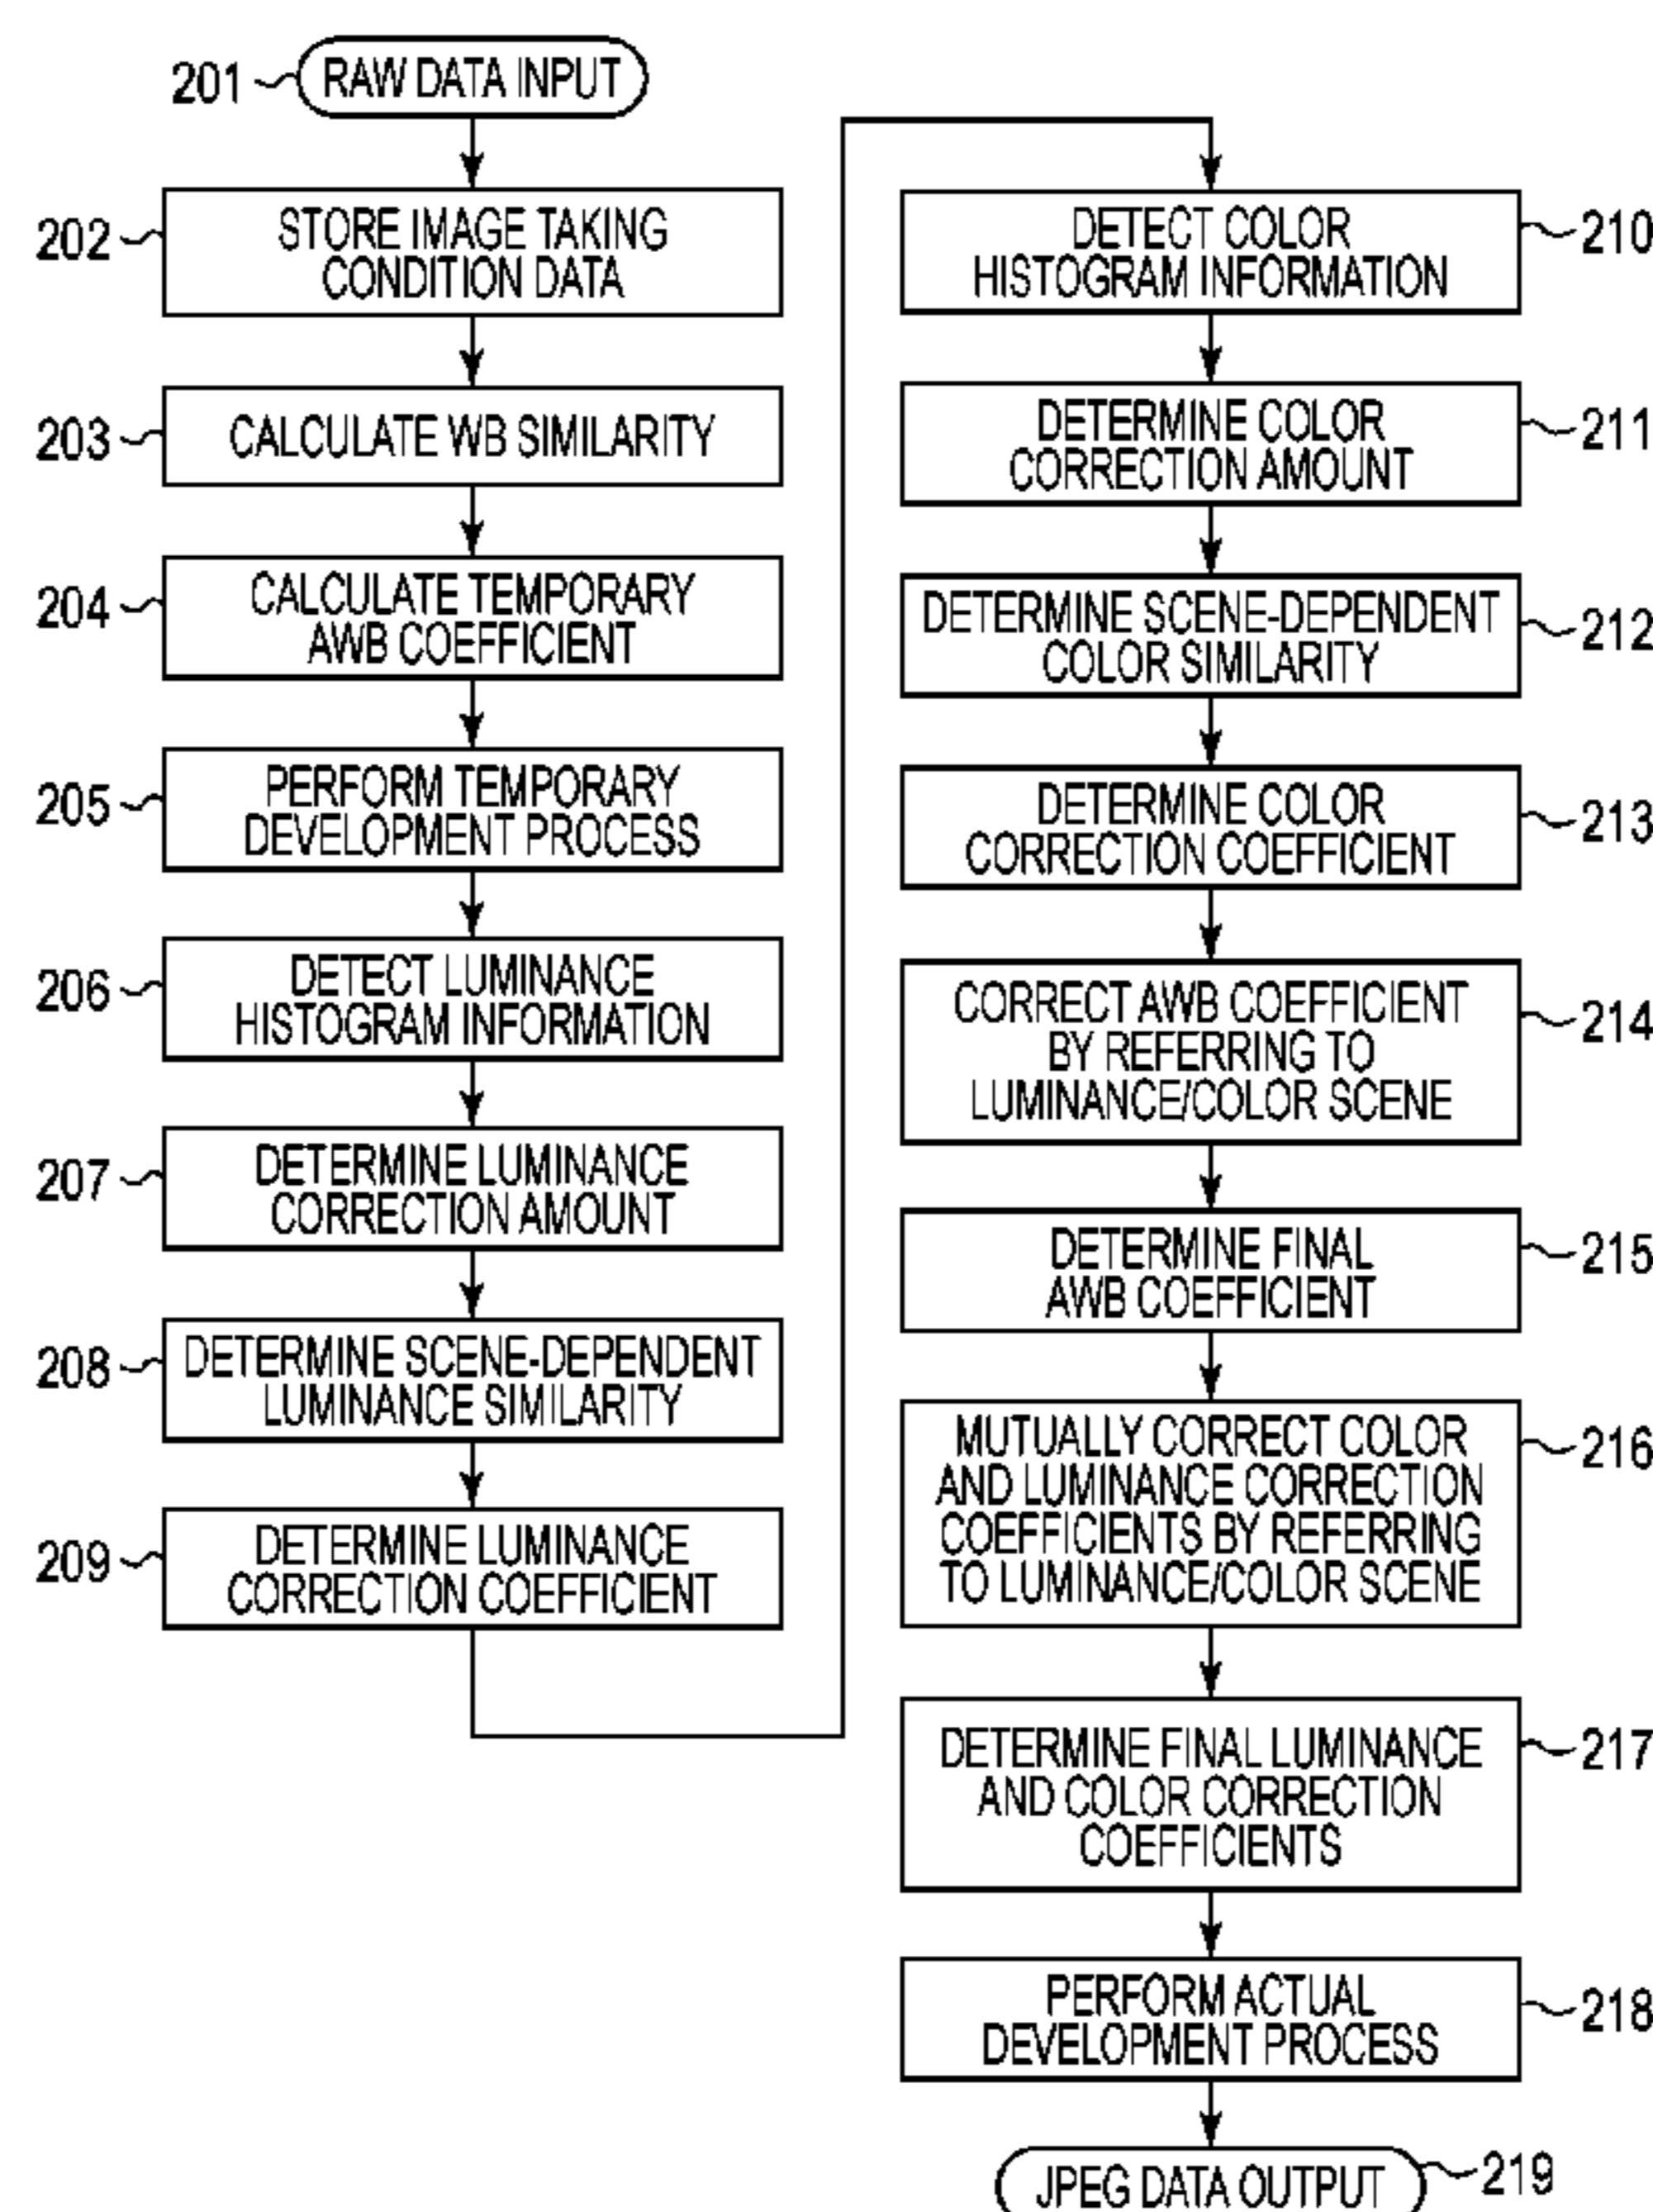 201
RAW DATA INPUT
202
STORE IMAGE TAKING
CONDITION DATA
203
CALCULATE WB SIMILARITY
204
CALCULATE TEMPORARY
AWB COEFFICIENT
205
PERFORM TEMPORARY
DEVELOPMENT PROCESS
206
DETECT LUMINANCE
HISTOGRAM INFORMATION
207
DETERMINE LUMINANCE
CORRECTION AMOUNT
208
DETERMINE SCENE-DEPENDENT
LUMINANCE SIMILARITY
209
DETERMINE LUMINANCE
CORRECTION COEFFICIENT
DETECT COLOR
HISTOGRAM INFORMATION
210
DETERMINE COLOR
CORRECTION AMOUNT
211
DETERMINE SCENE-DEPENDENT
COLOR SIMILARITY
212
DETERMINE COLOR
CORRECTION COEFFICIENT
213
CORRECT AWB COEFFICIENT
BY REFERRING TO
LUMINANCE/COLOR SCENE
214
DETERMINE FINAL
AWB COEFFICIENT
215
MUTUALLY CORRECT COLOR
AND LUMINANCE CORRECTION
COEFFICIENTS BY REFERRING
TO LUMINANCE/COLOR SCENE
216
DETERMINE FINAL LUMINANCE
AND COLOR CORRECTION
COEFFICIENTS
217
PERFORM ACTUAL
DEVELOPMENT PROCESS
218
JPEG DATA OUTPUT
219